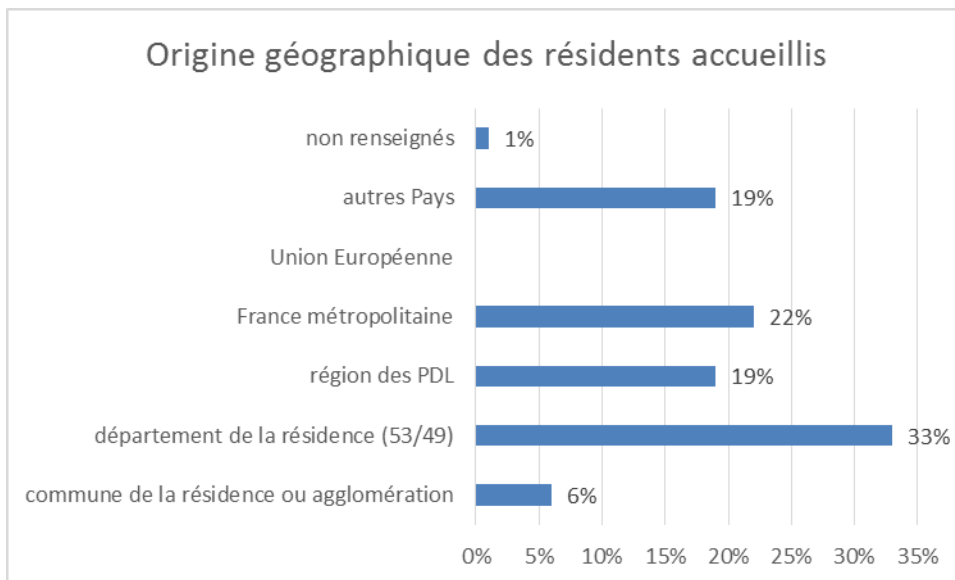 Origine géographique des résidents accueillis
non renseignés 1%
autres Pays 19%
Union Européenne
France métropolitaine 22%
région des PDL 19%
département de la résidence (53/49) 33%
commune de la résidence ou agglomération 6%
0% 5% 10% 15% 20% 25% 30% 35%